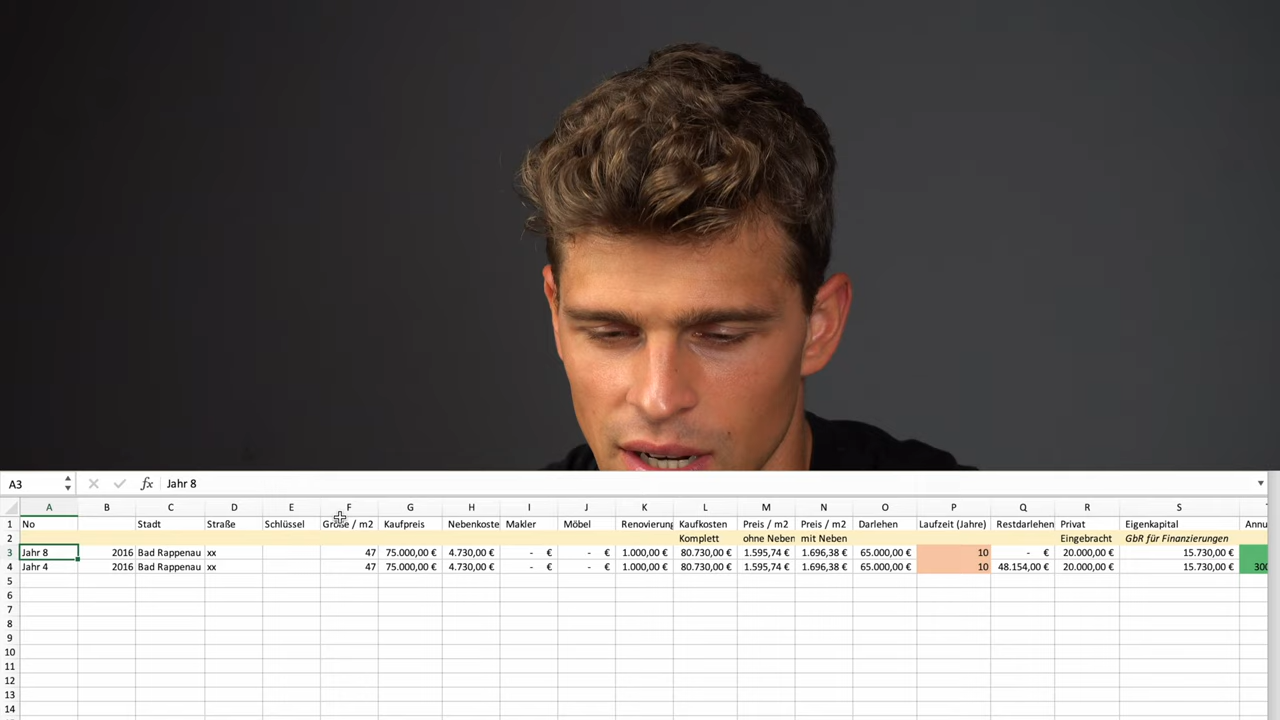 A3 fx Jahr 8
A B C D E F G H I J K L M N O P Q R S
1 No Stadt Straße Schlüssel Größe / m2 Kaufpreis Nebenkoste Makler Möbel Renovierung Kaufkosten Preis / m2 Preis / m2 Darlehen Laufzeit (Jahre) Restdarlehen Privat Eigenkapital Annu
2 Komplett ohne Neben mit Neben Eingebracht GbR für Finanzierungen
3 Jahr 8 2016 Bad Rappenau xx 47 75.000,00 € 4.730,00 € - € - € 1.000,00 € 80.730,00 € 1.595,74 € 1.696,38 € 65.000,00 € 10 - € 20.000,00 € 15.730,00 €
4 Jahr 4 2016 Bad Rappenau xx 47 75.000,00 € 4.730,00 € - € - € 1.000,00 € 80.730,00 € 1.595,74 € 1.696,38 € 65.000,00 € 10 48.154,00 € 20.000,00 € 15.730,00 € 300
5
6
7
8
9
10
11
12
13
14